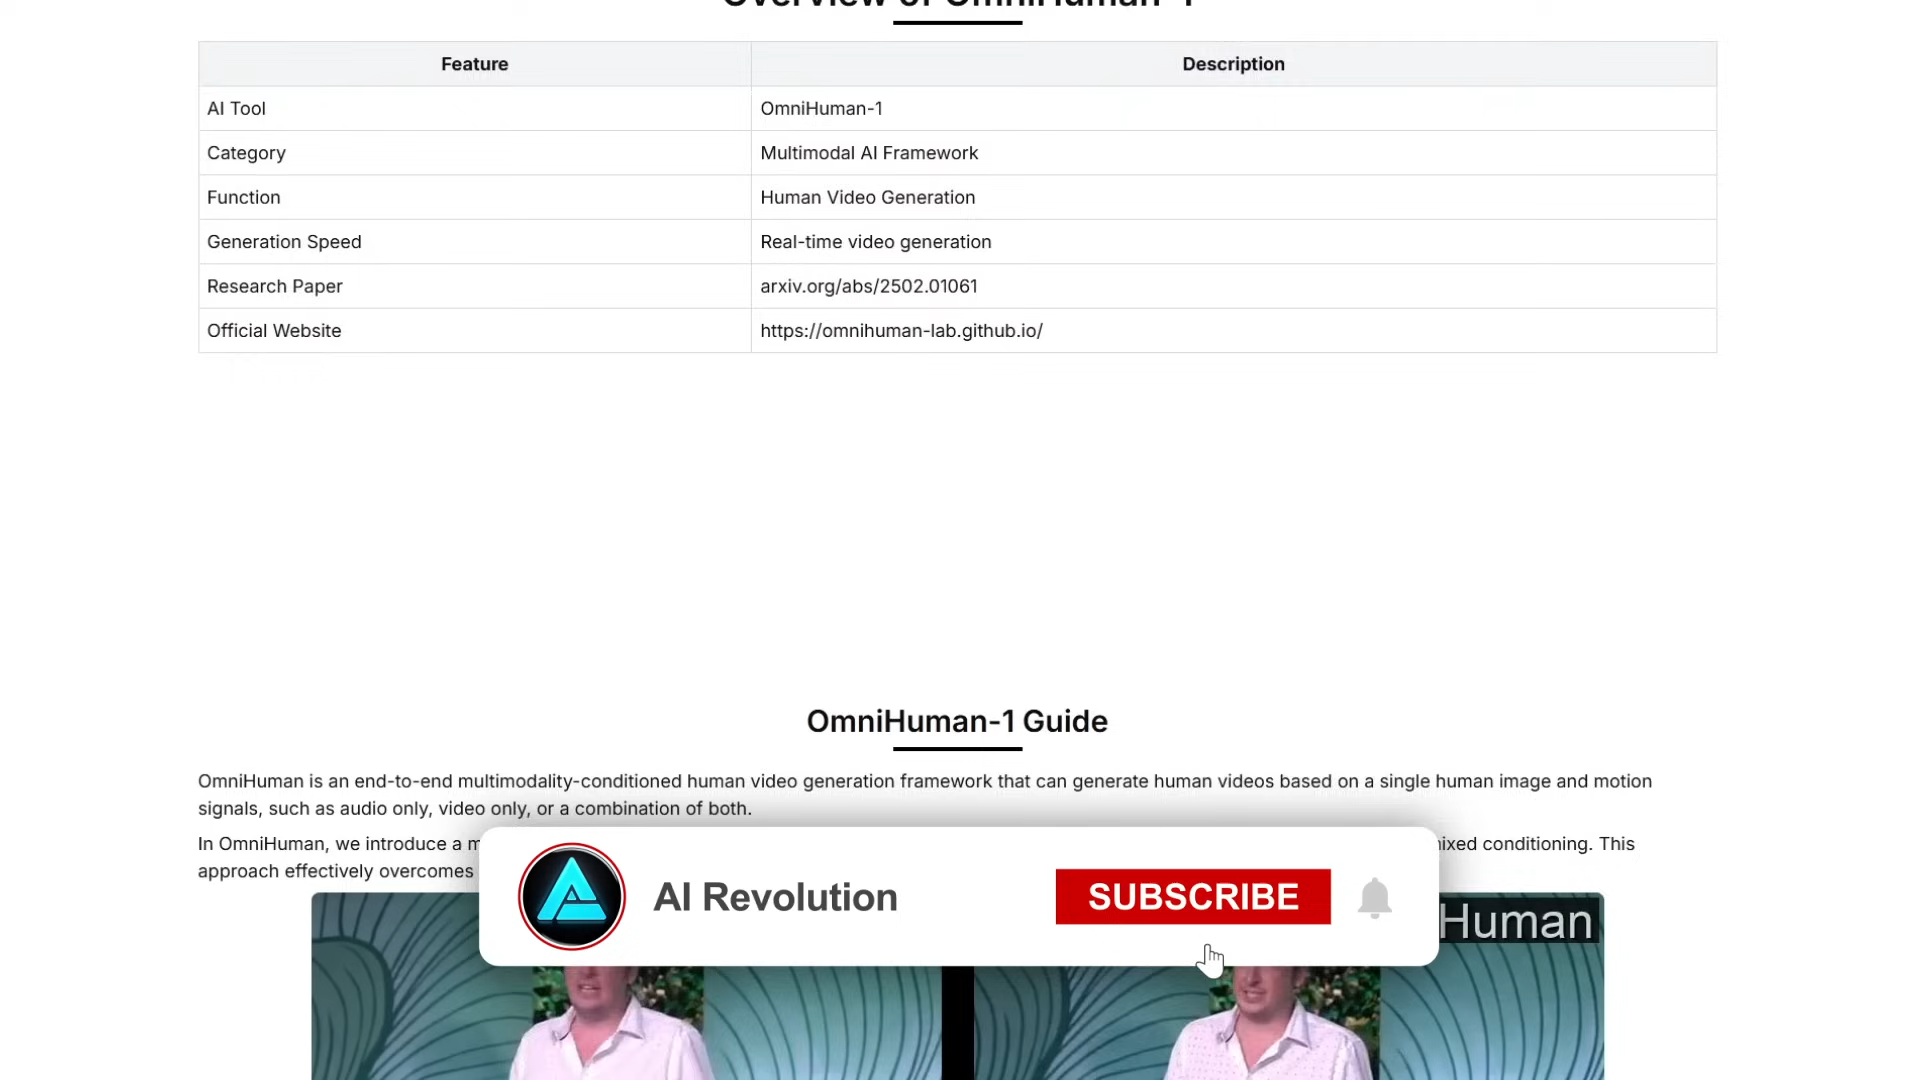 Overview of OmniHuman-1
Feature Description
AI Tool OmniHuman-1
Category Multimodal AI Framework
Function Human Video Generation
Generation Speed Real-time video generation
Research Paper arxiv.org/abs/2502.01061
Official Website https://omnihuman-lab.github.io/
OmniHuman-1 Guide
OmniHuman is an end-to-end multimodality-conditioned human video generation framework that can generate human videos based on a single human image and motion
signals, such as audio only, video only, or a combination of both.
In OmniHuman, we introduce a conditioning. This
approach effectively overcomes
AI Revolution SUBSCRIBE
Human